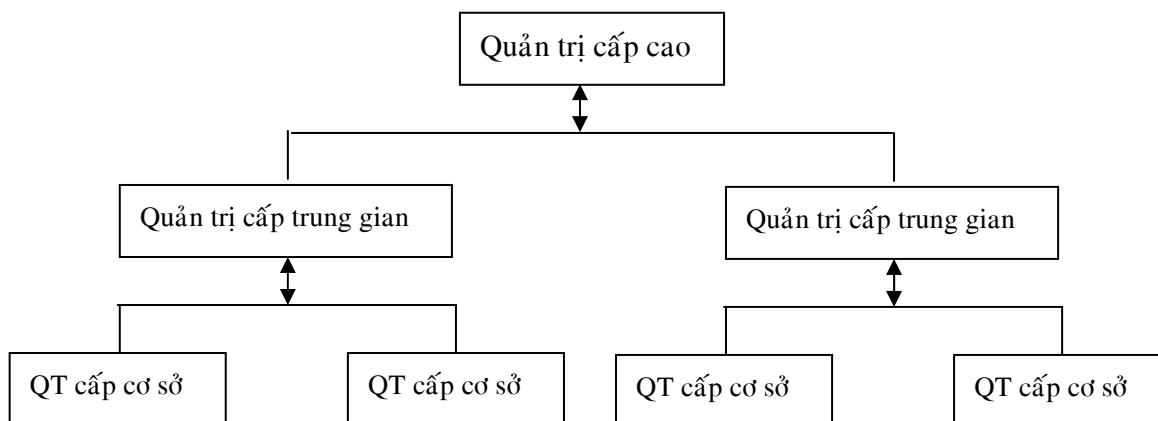 Quản trị cấp cao
Quản trị cấp trung gian
Quản trị cấp trung gian
QT cấp cơ sở
QT cấp cơ sở
QT cấp cơ sở
QT cấp cơ sở